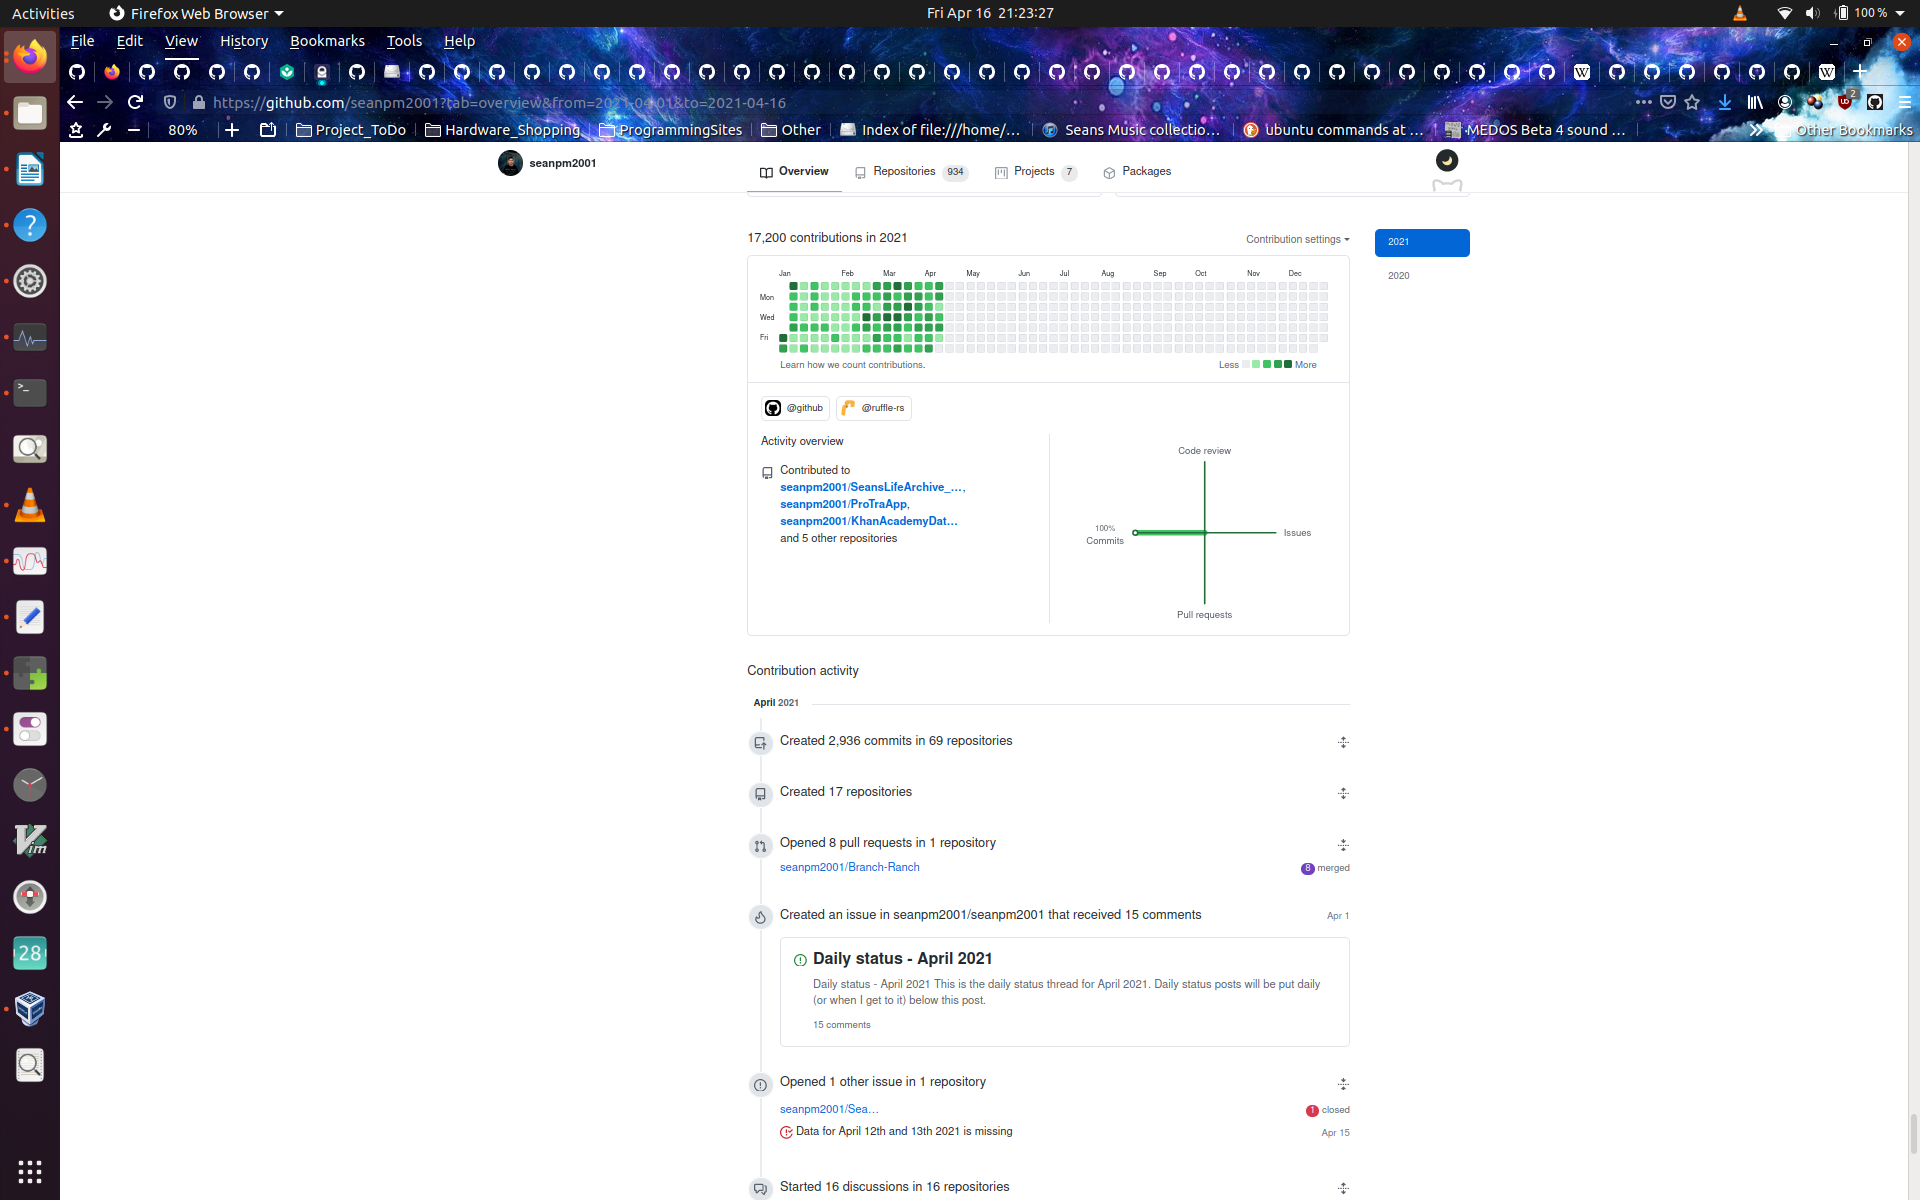 Activities
Firefox Web Browser
Fri Apr 16 21:23:27
100 %
File Edit View History Bookmarks Tools Help
https://github.com/seanpm2001?tab=overview&from=2021-04-01&to=2021-04-16
2
80%
Project_ToDo
Hardware_Shopping
ProgrammingSites
Other
Index of file:///home/…
Seans Music collectio…
ubuntu commands at …
MEDOS Beta 4 sound …
Other Bookmarks
seanpm2001
Overview
Repositories 934
Projects 7
Packages
17,200 contributions in 2021
Contribution settings
2021
2020
Jan Feb Mar Apr May Jun Jul Aug Sep Oct Nov Dec
Mon
Wed
Fri
Learn how we count contributions.
Less
More
@github
@ruffle-rs
Activity overview
Contributed to
seanpm2001/SeansLifeArchive_…,
seanpm2001/ProTraApp,
seanpm2001/KhanAcademyDat…
and 5 other repositories
Code review
100%
Commits
Issues
Pull requests
Contribution activity
April 2021
Created 2,936 commits in 69 repositories
Created 17 repositories
Opened 8 pull requests in 1 repository
seanpm2001/Branch-Ranch
8 merged
Created an issue in seanpm2001/seanpm2001 that received 15 comments
Apr 1
Daily status - April 2021
Daily status - April 2021 This is the daily status thread for April 2021. Daily status posts will be put daily
(or when I get to it) below this post.
15 comments
Opened 1 other issue in 1 repository
seanpm2001/Sea…
1 closed
Data for April 12th and 13th 2021 is missing
Apr 15
Started 16 discussions in 16 repositories
28